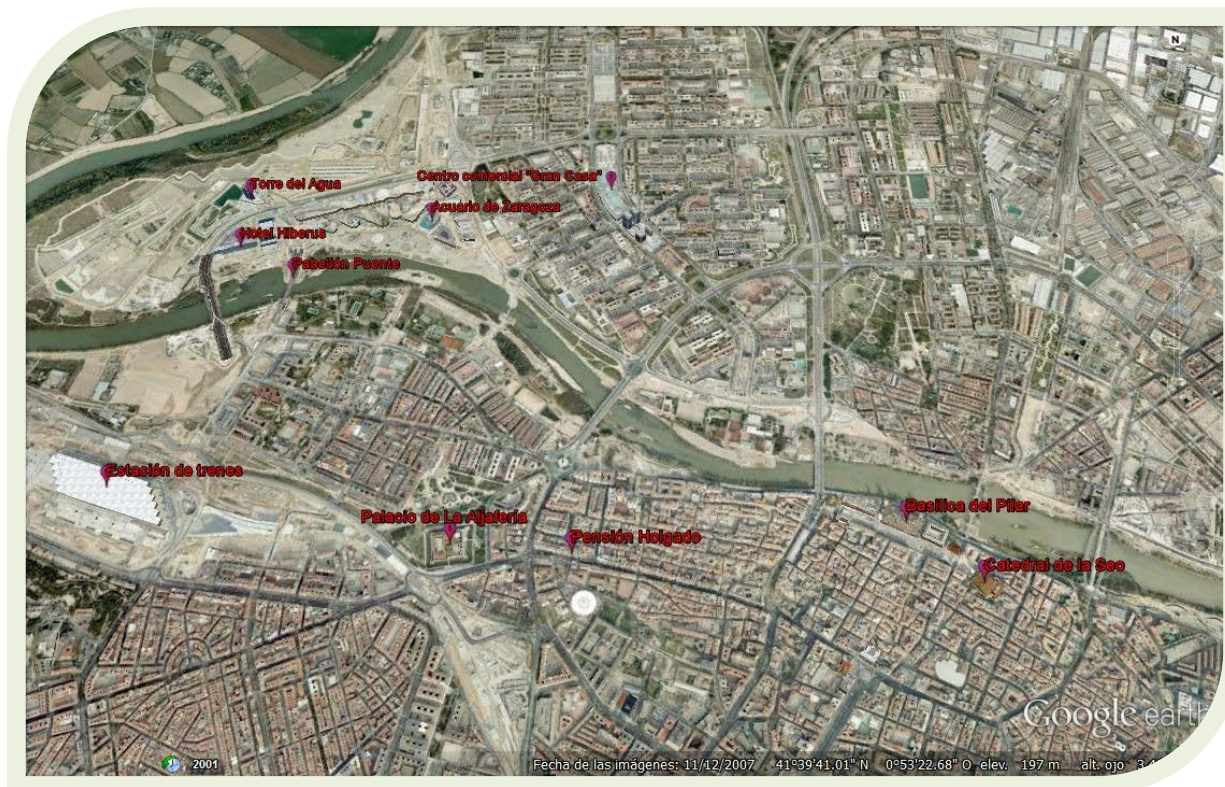 N
Centro comercial "Gran Casa"
Torre del Agua
Acuario de Zaragoza
Hotel Hiberus
Pabellón Puente
Estación de trenes
Basilica del Pilar
Palacio de La Aljaferia
Pensión Holgado
Catedral de la Seo
Google earth
2001
Fecha de las imágenes: 11/12/2007 41°39'41.01" N 0°53'22.68" O elev. 197 m alt. ojo